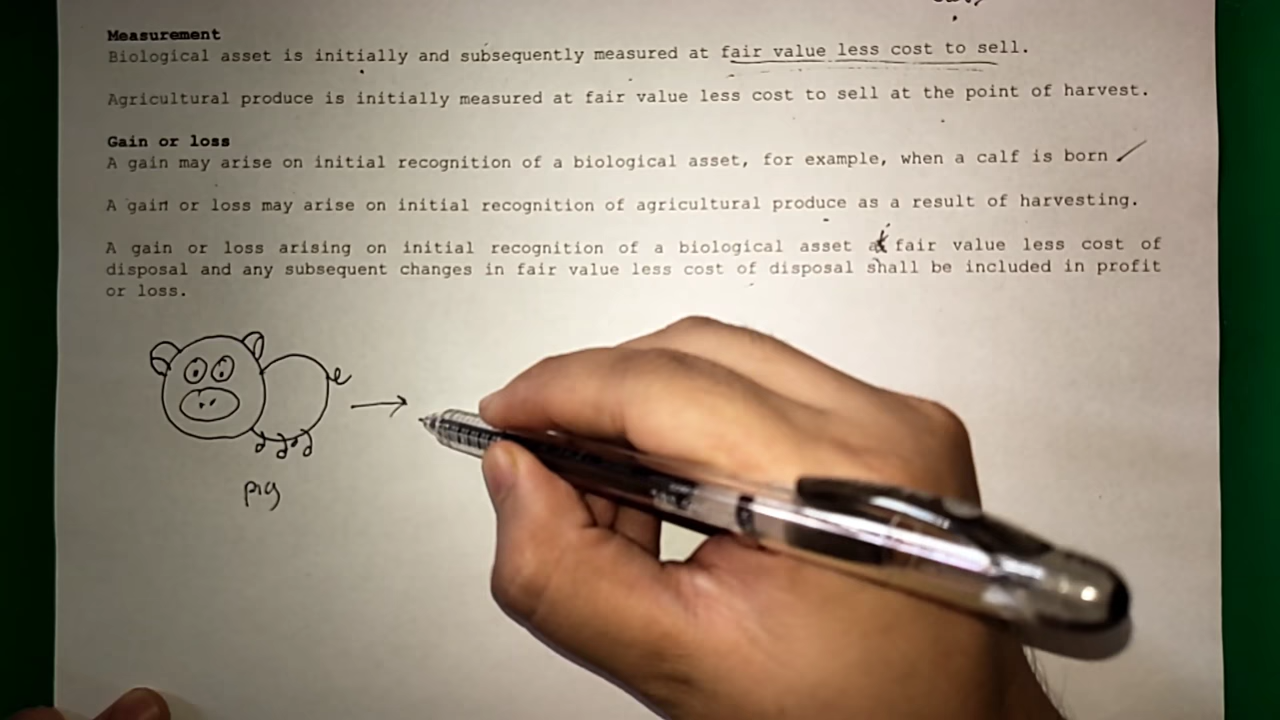 Measurement
Biological asset is initially and subsequently measured at fair value less cost to sell.
Agricultural produce is initially measured at fair value less cost to sell at the point of harvest.
Gain or loss
A gain may arise on initial recognition of a biological asset, for example, when a calf is born
A gain or loss may arise on initial recognition of agricultural produce as a result of harvesting.
A gain or loss arising on initial recognition of a biological asset at fair value less cost of
disposal and any subsequent changes in fair value less cost of disposal shall be included in profit
or loss.
pig